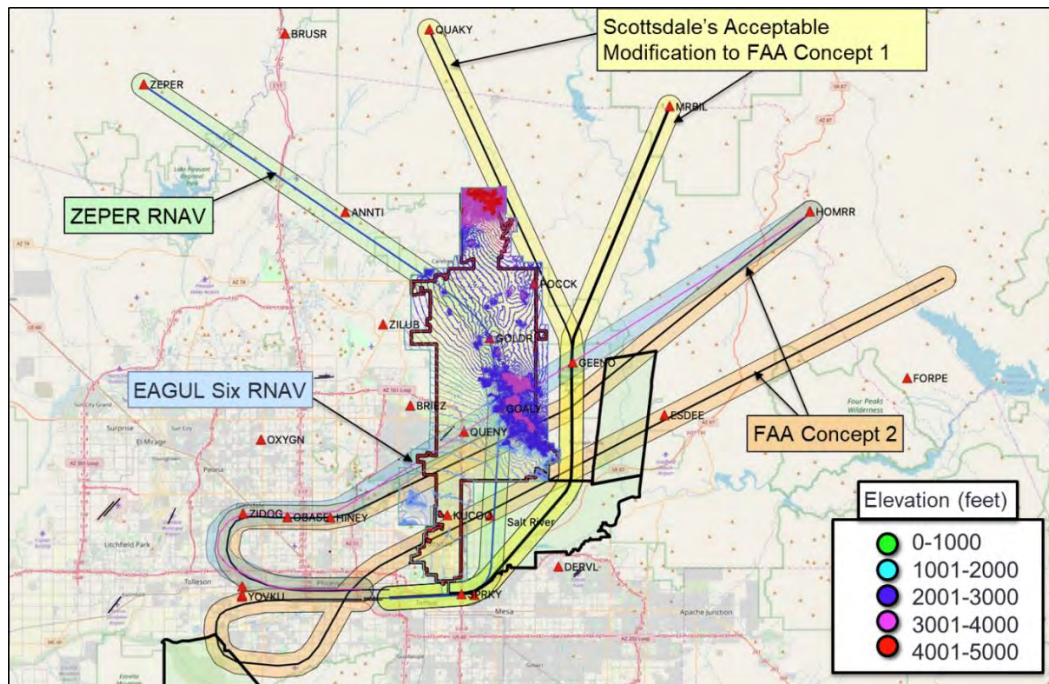 BRUSR
QUAKY
Scottsdale's Acceptable
Modification to FAA Concept 1
ZEPER
MRBIL
ZEPER RNAV
ANNTI
HOMRR
POCCK
ZILUB
GOLDR
GEENO
EAGUL Six RNAV
BRIEZ
GOALY
FORPE
Four Peaks
Wilderness
ESDEE
QUENY
OXYGN
FAA Concept 2
Surprise
Sun City
El Mirage
Peoria
ZIDOG
OBASE
HINEY
KUCOO
Salt River
Litchfield Park
DERVL
Tolleson
YOVKU
SPRKY
Mesa
Apache Junction
Elevation (feet)
0-1000
1001-2000
2001-3000
3001-4000
4001-5000